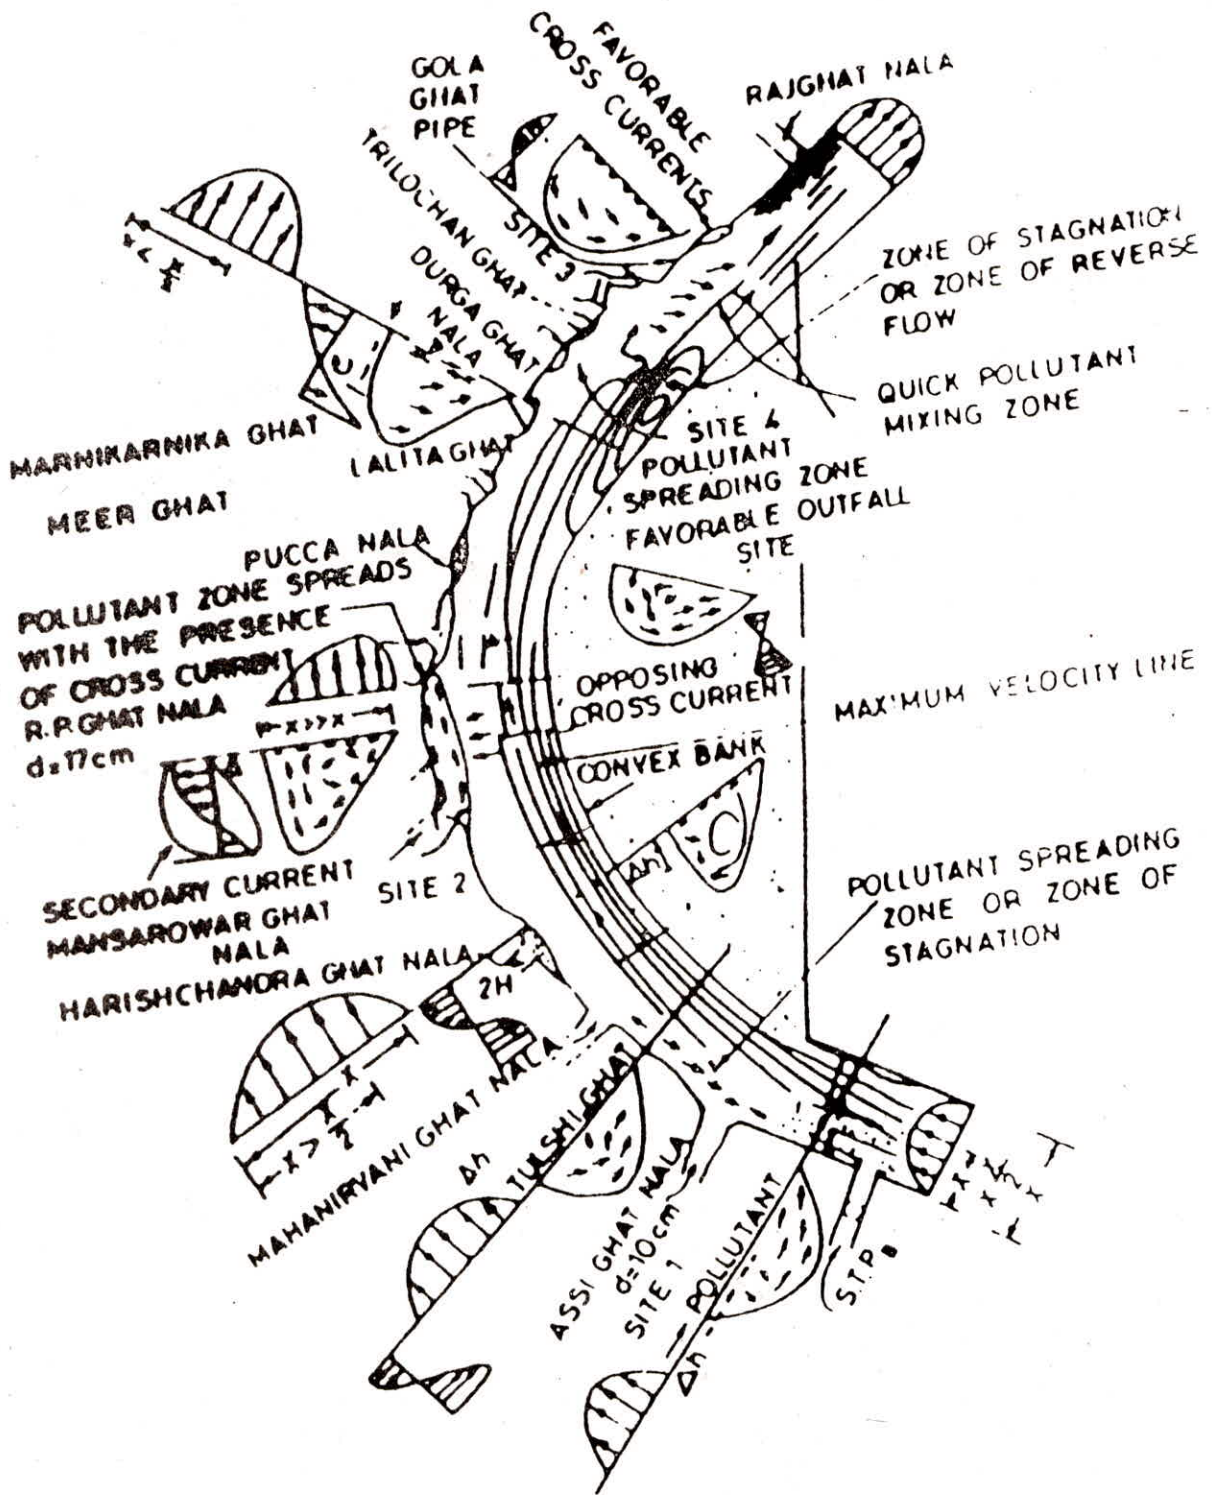 GOLA
GHAT
PIPE
FAVORABLE
CROSS CURRENTS
RAJGHAT NALA
TRILOCHAN GHAT
SITE 3
DURGA GHAT
NALA
ZONE OF STAGNATION
OR ZONE OF REVERSE
FLOW
QUICK POLLUTANT
MIXING ZONE
MARNIKARNIKA GHAT
LALITA GHAT
MEER GHAT
SITE 4
POLLUTANT
SPREADING ZONE
FAVORABLE OUTFALL
SITE
PUCCA NALA
POLLUTANT ZONE SPREADS
WITH THE PRESENCE
OF CROSS CURRENT
R.P.GHAT NALA
d=17cm
x>>x
OPPOSING
CROSS CURRENT
MAXIMUM VELOCITY LINE
CONVEX BANK
Δh
SECONDARY CURRENT
SITE 2
MANSAROWAR GHAT
NALA
HARISHCHANDRA GHAT NALA
POLLUTANT SPREADING
ZONE OR ZONE OF
STAGNATION
2H
x
x > x/2
MAHANIRVANI GHAT NALA
Δh
TULSHI GHAT
ASSI GHAT NALA
d=10cm
SITE 1
POLLUTANT
Δh
S.T.P.